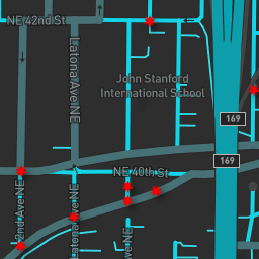 NE 42nd St
Latona Ave NE
John Stanford
International School
169
169
NE 40th St
2nd Ave NE
Latona
NE